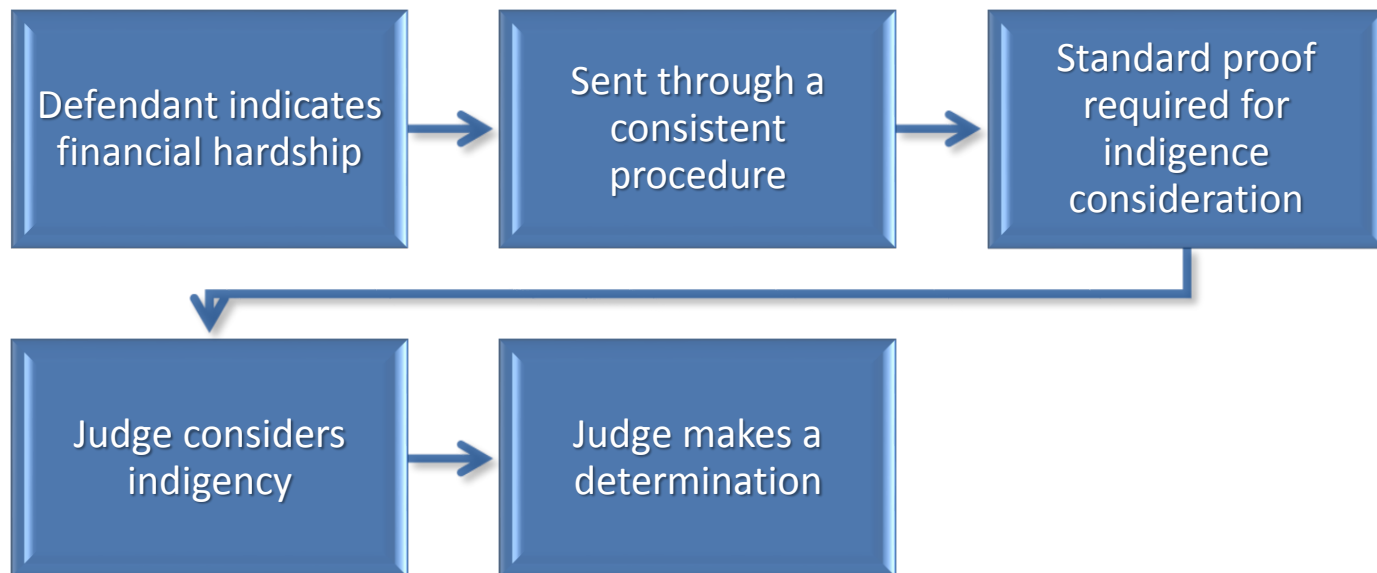 Defendant indicates
financial hardship
Sent through a
consistent
procedure
Standard proof
required for
indigence
consideration
Judge considers
indigency
Judge makes a
determination